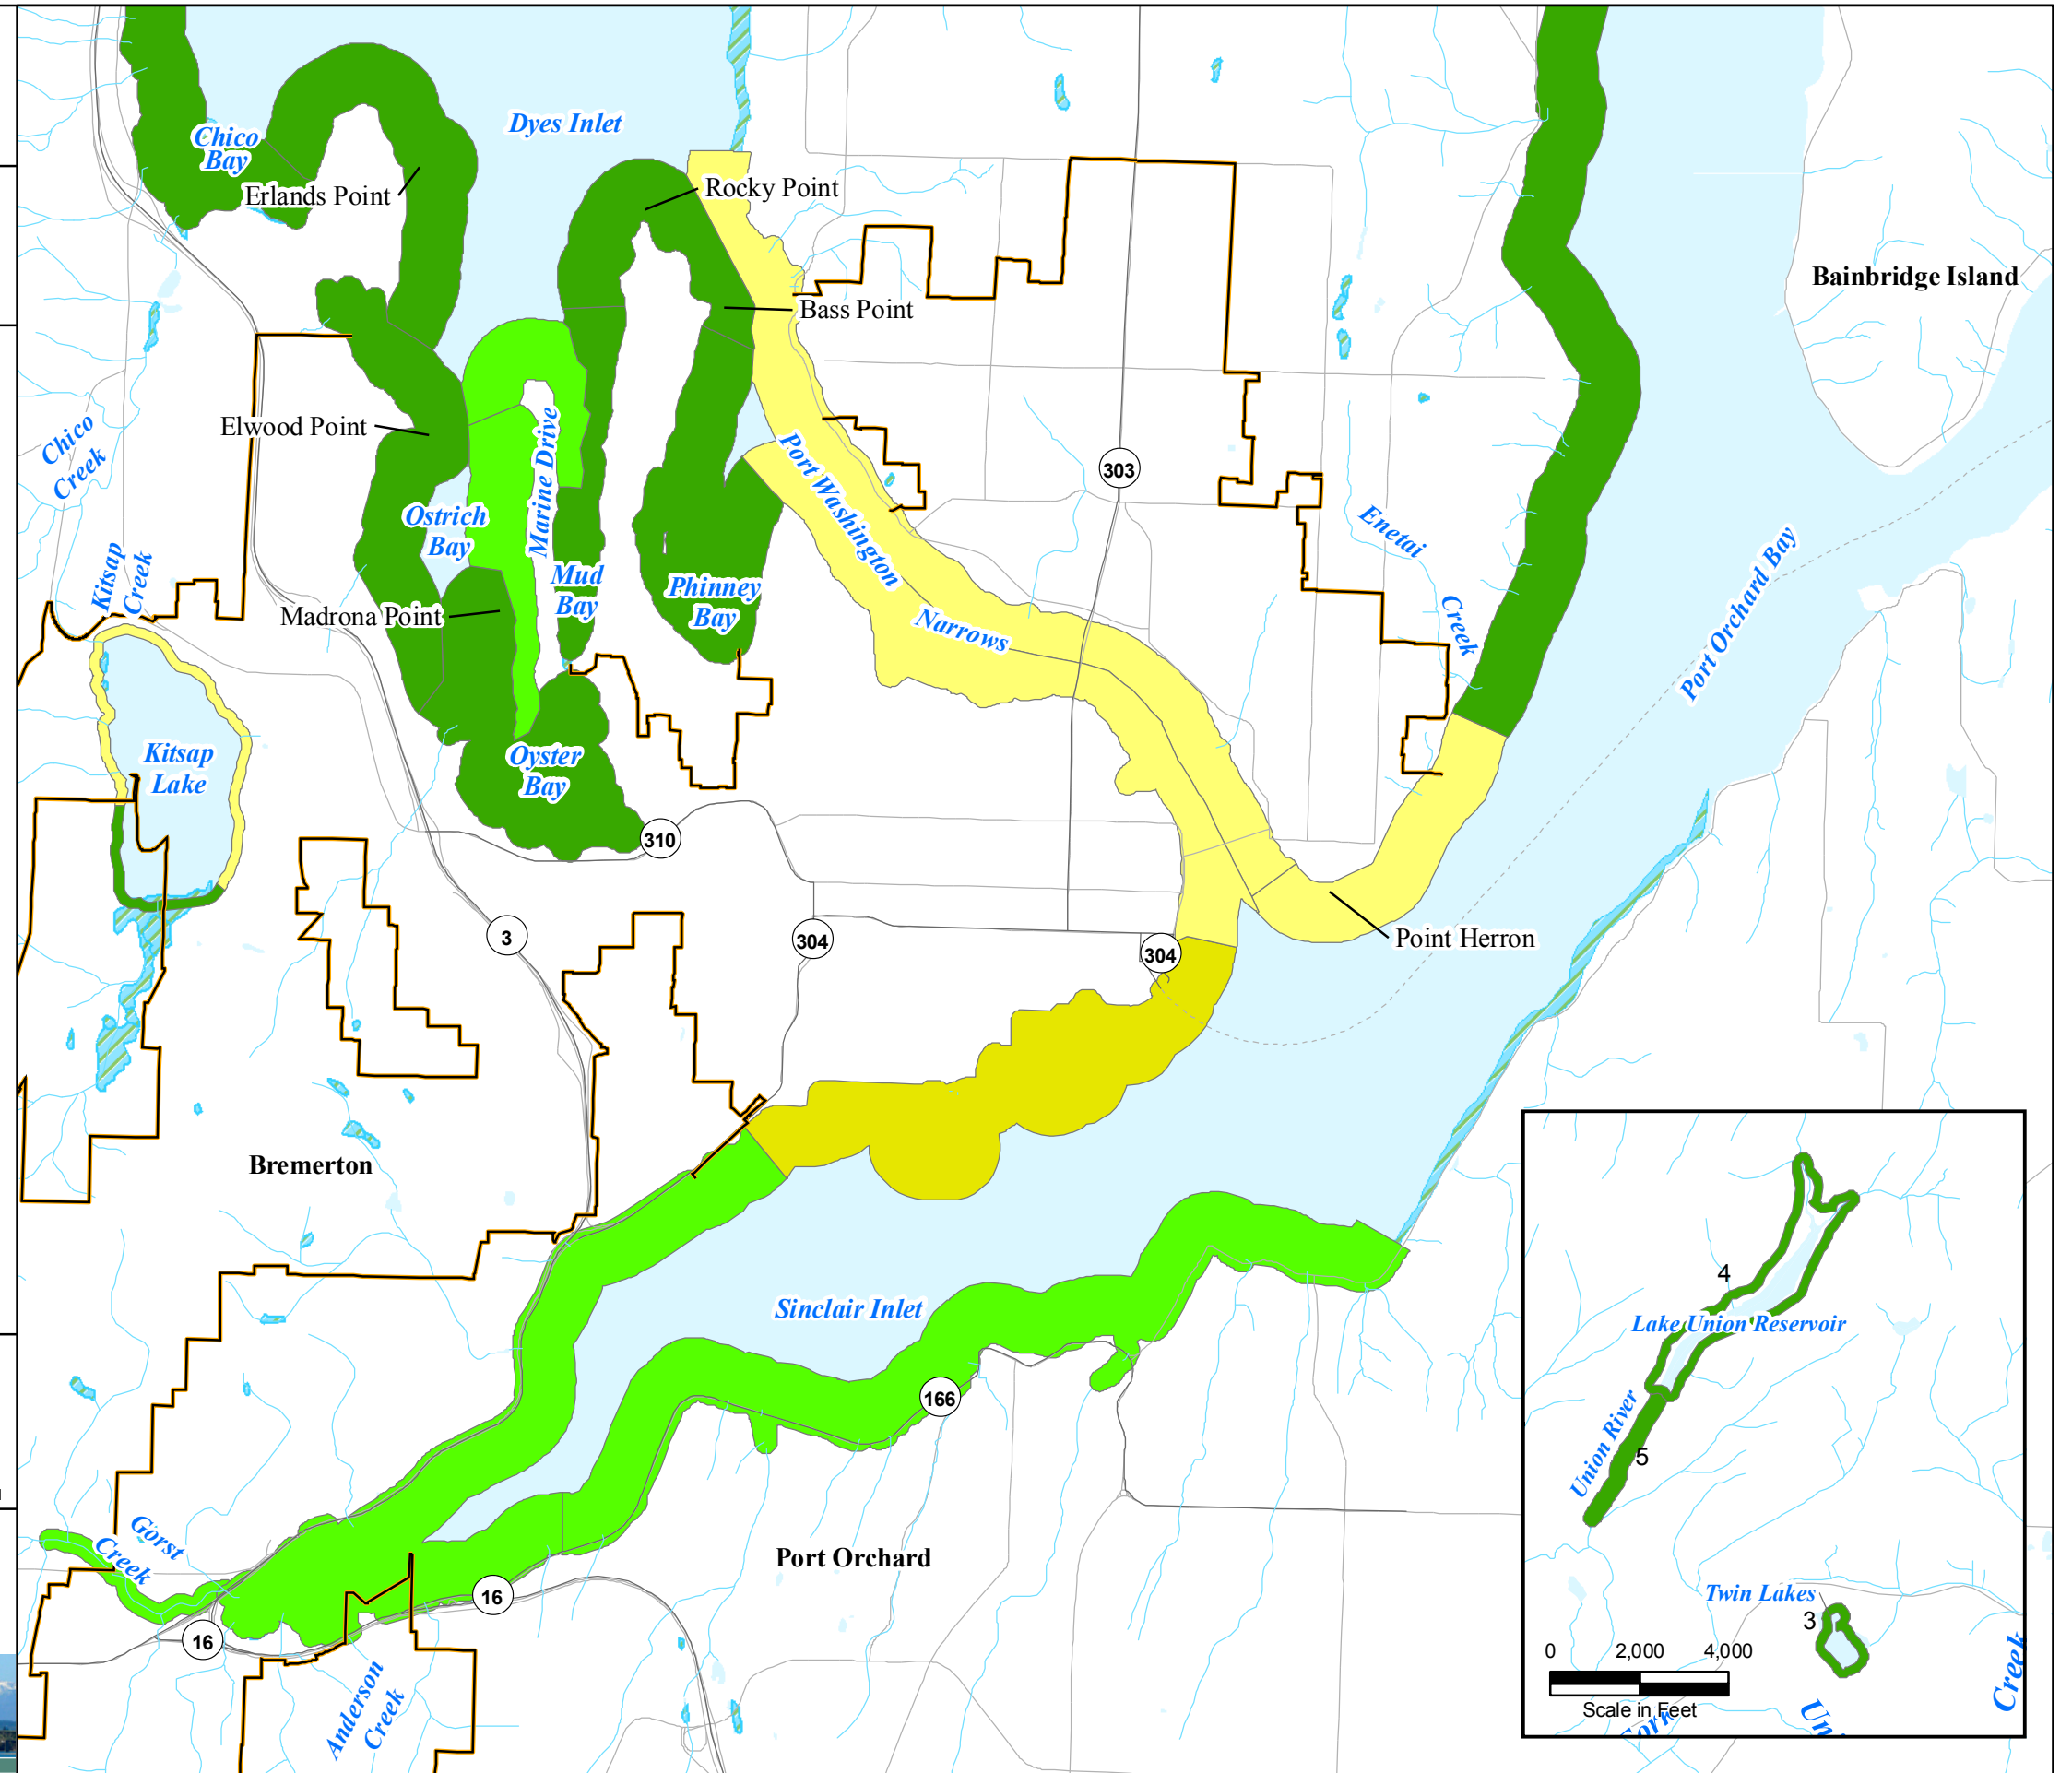 Dyes Inlet
Chico
Bay
Erlands Point
Rocky Point
Bainbridge Island
Bass Point
Elwood Point
Chico
Creek
Marine Drive
Port Washington
Narrows
303
Ostrich
Bay
Enetai
Creek
Kitsap
Creek
Mud
Bay
Phinney
Bay
Madrona Point
Port Orchard Bay
Kitsap
Lake
Oyster
Bay
310
3
304
304
Point Herron
Bremerton
Sinclair Inlet
166
Gorst
Creek
Port Orchard
16
16
Anderson
Creek
4
Lake Union Reservoir
Union River
5
Twin Lakes
3
0 2,000 4,000
Scale in Feet
Creek